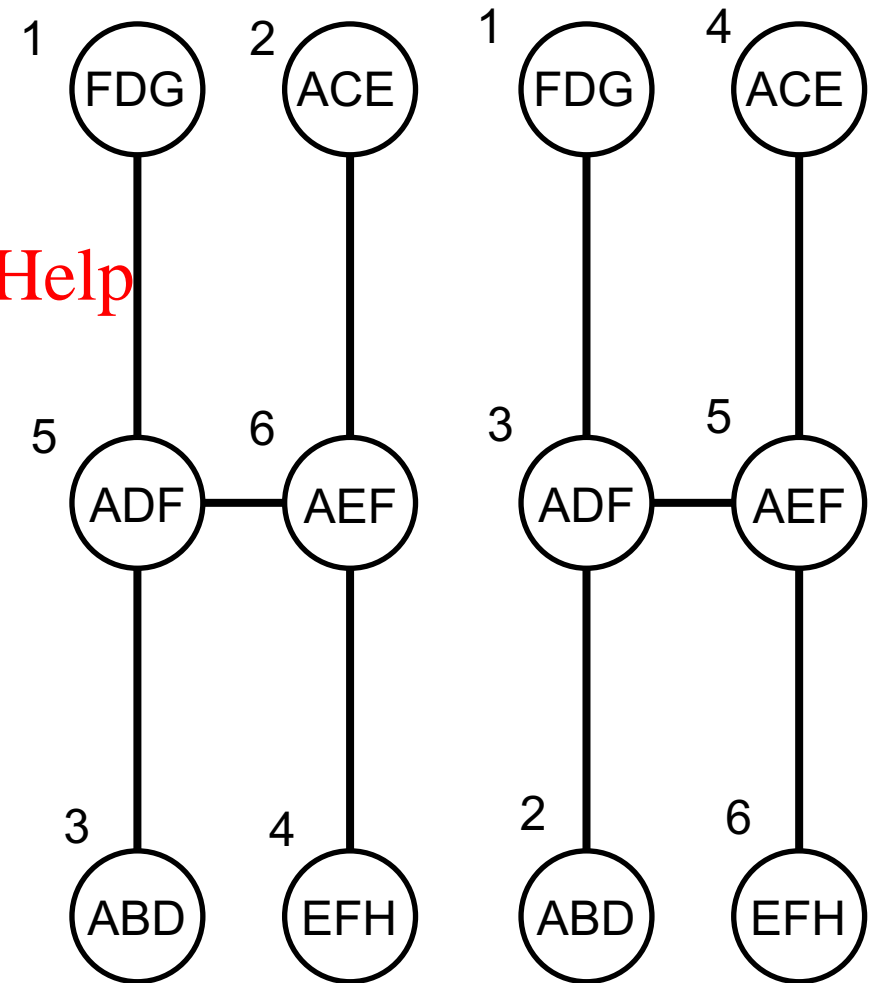 1 2 1 4
FDG ACE FDG ACE
Help
5 6 3 5
ADF AEF ADF AEF
3 4 2 6
ABD EFH ABD EFH